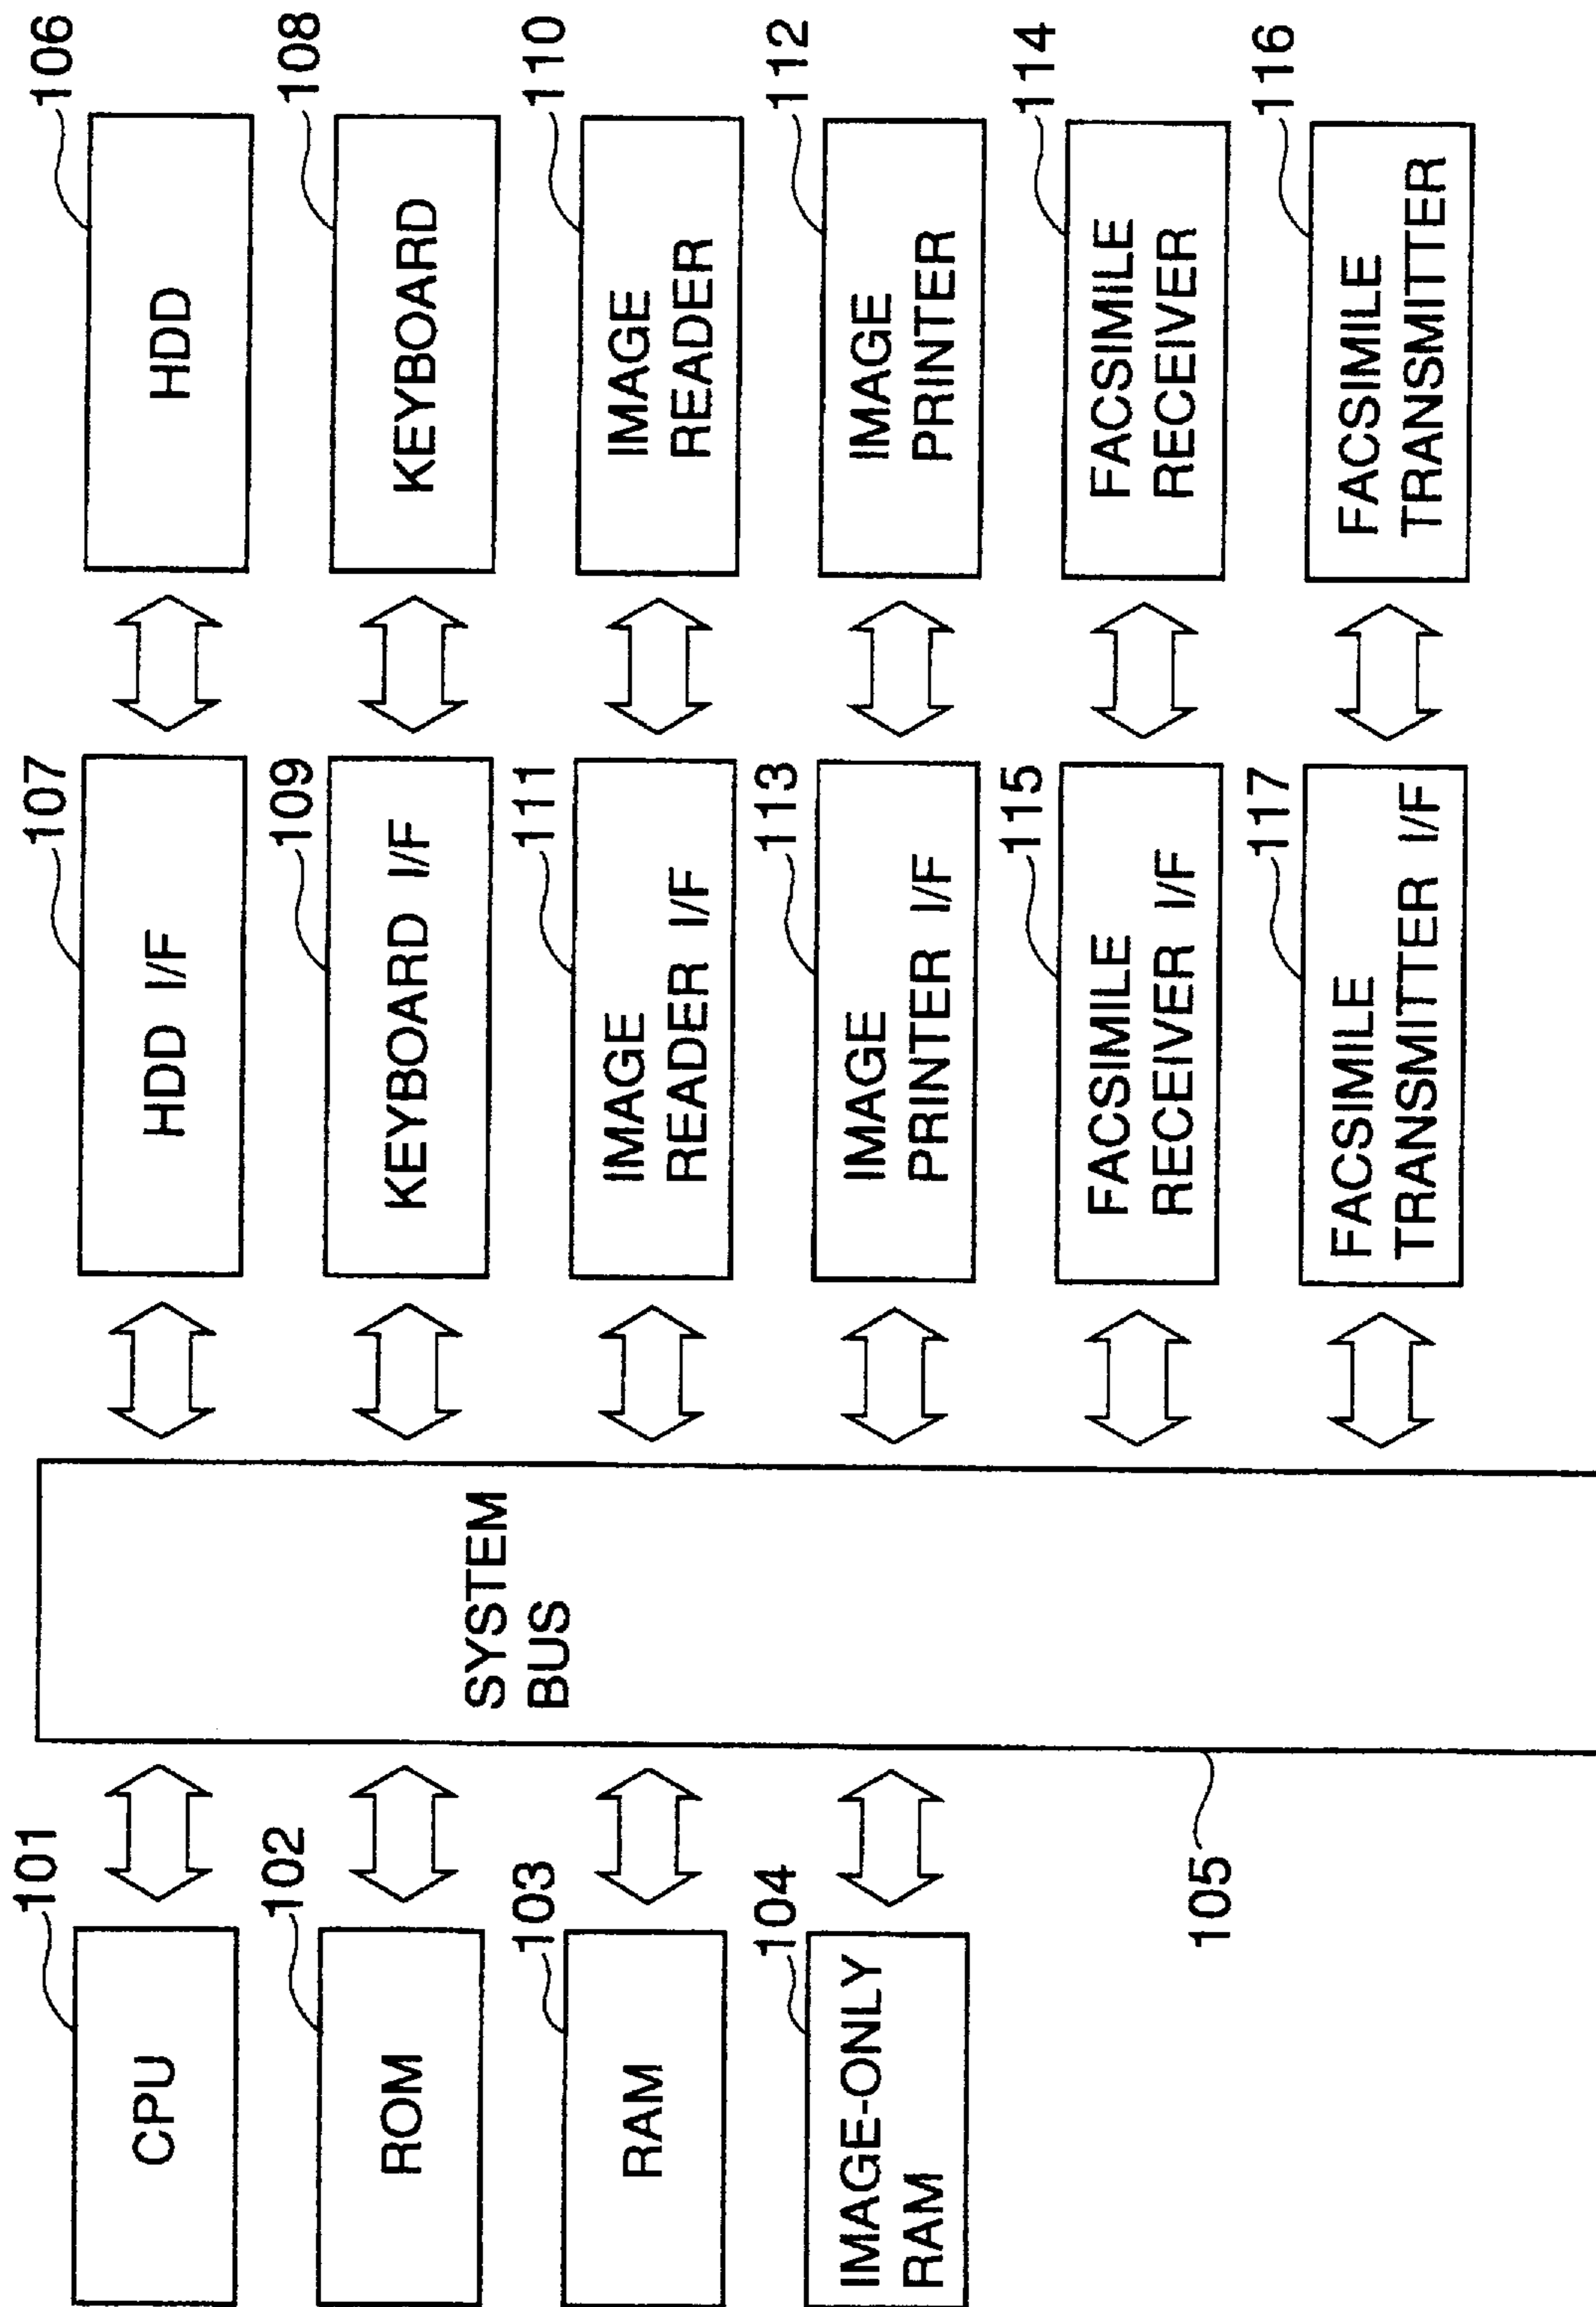 101
CPU
102
ROM
103
RAM
104
IMAGE-ONLY
RAM
SYSTEM
BUS
105
107
HDD I/F
109
KEYBOARD I/F
111
IMAGE
READER I/F
113
IMAGE
PRINTER I/F
115
FACSIMILE
RECEIVER I/F
117
FACSIMILE
TRANSMITTER I/F
106
HDD
108
KEYBOARD
110
IMAGE
READER
112
IMAGE
PRINTER
114
FACSIMILE
RECEIVER
116
FACSIMILE
TRANSMITTER